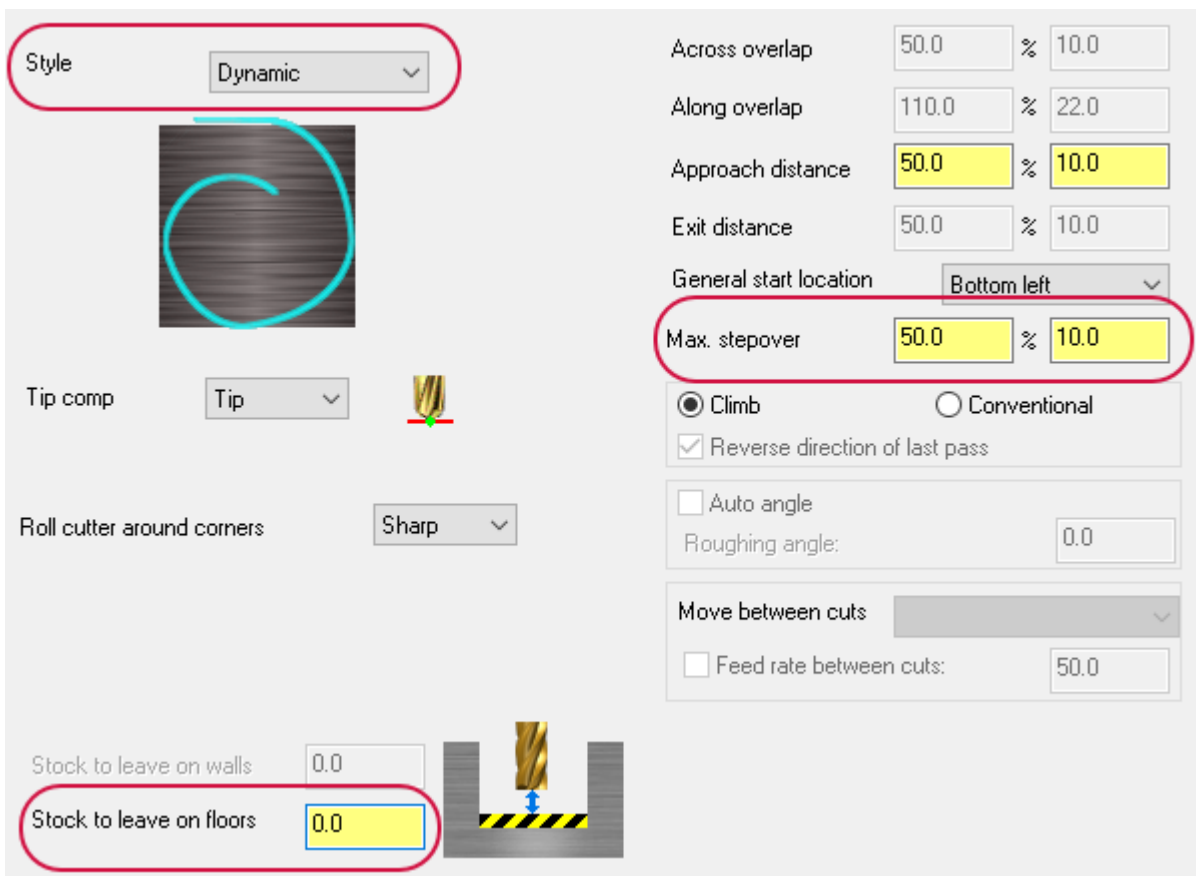 Style Dynamic
Tip comp Tip
Roll cutter around corners Sharp
Stock to leave on walls 0.0
Stock to leave on floors 0.0
Across overlap 50.0 % 10.0
Along overlap 110.0 % 22.0
Approach distance 50.0 % 10.0
Exit distance 50.0 % 10.0
General start location Bottom left
Max. stepover 50.0 % 10.0
Climb Conventional
Reverse direction of last pass
Auto angle
Roughing angle: 0.0
Move between cuts
Feed rate between cuts: 50.0